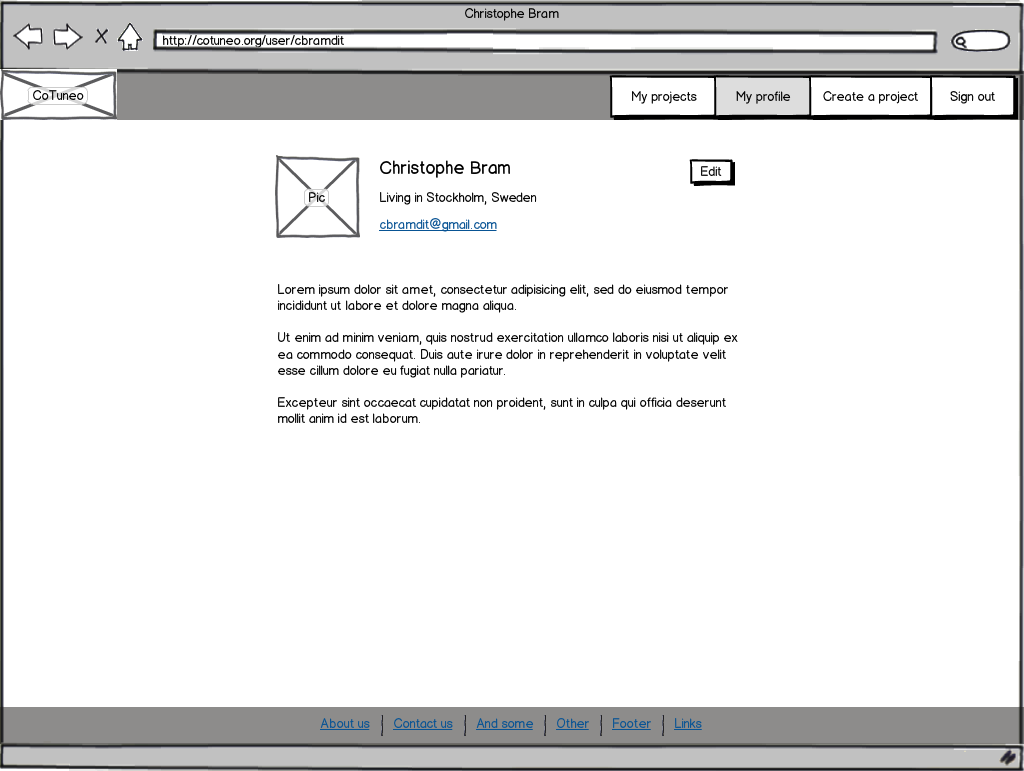 Christophe Bram
http://cotuneo.org/user/cbramdit
CoTuneo
My projects
My profile
Create a project
Sign out
Pic
Christophe Bram
Edit
Living in Stockholm, Sweden
cbramdit@gmail.com
Lorem ipsum dolor sit amet, consectetur adipisicing elit, sed do eiusmod tempor
incididunt ut labore et dolore magna aliqua.
Ut enim ad minim veniam, quis nostrud exercitation ullamco laboris nisi ut aliquip ex
ea commodo consequat. Duis aute irure dolor in reprehenderit in voluptate velit
esse cillum dolore eu fugiat nulla pariatur.
Excepteur sint occaecat cupidatat non proident, sunt in culpa qui officia deserunt
mollit anim id est laborum.
About us | Contact us | And some | Other | Footer | Links